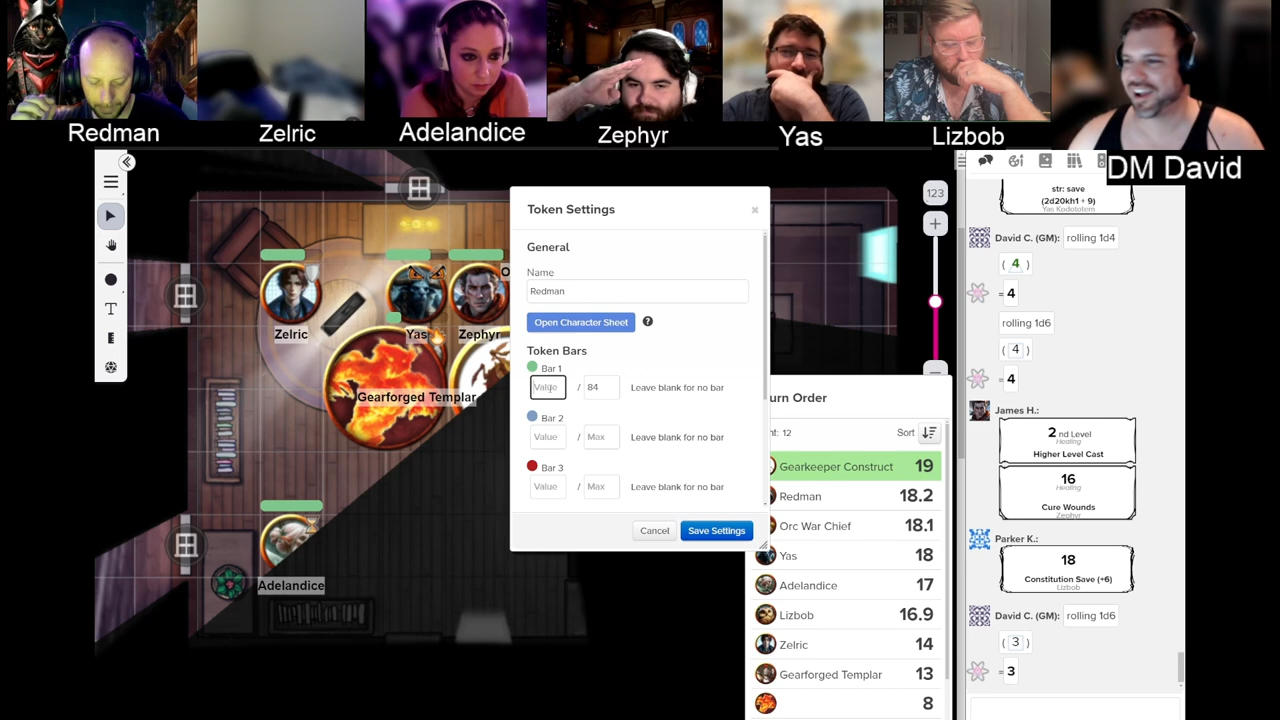 Redman
Zelric
Adelandice
Zephyr
Yas
Lizbob
DM David
Token Settings
×
General
Name
Redman
Open Character Sheet
?
Token Bars
Bar 1
Value / 84 Leave blank for no bar
Bar 2
Value / Max Leave blank for no bar
Bar 3
Value / Max Leave blank for no bar
Cancel
Save Settings
T
Zelric
Yas
Zephyr
Gearforged Templar
Adelandice
123
urn Order
nt: 12
Sort
Gearkeeper Construct 19
Redman 18.2
Orc War Chief 18.1
Yas 18
Adelandice 17
Lizbob 16.9
Zelric 14
Gearforged Templar 13
8
str: save
(2d20kh1 + 9)
Yas Kodototem
David C. (GM): rolling 1d4
( 4 )
= 4
rolling 1d6
( 4 )
= 4
James H.:
2 nd Level
Healing
Higher Level Cast
16
Healing
Cure Wounds
Zephyr
Parker K.:
18
Constitution Save (+6)
Lizbob
David C. (GM): rolling 1d6
( 3 )
= 3